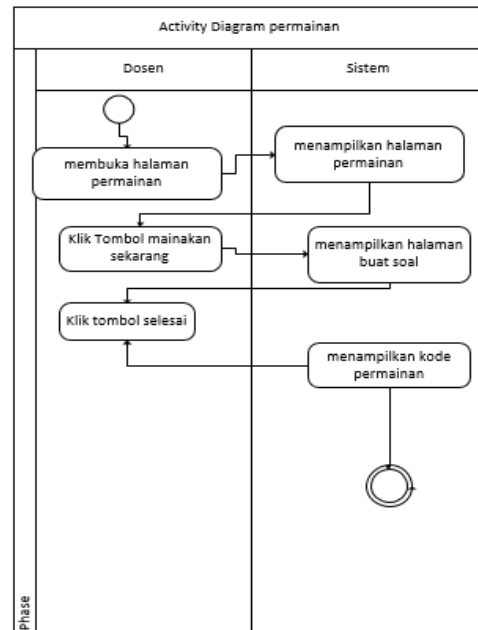 Activity Diagram permainan
Dosen
Sistem
membuka halaman
permainan
menampilkan halaman
permainan
Klik Tombol mainakan
sekarang
menampilkan halaman
buat soal
Klik tombol selesai
menampilkan kode
permainan
Phase